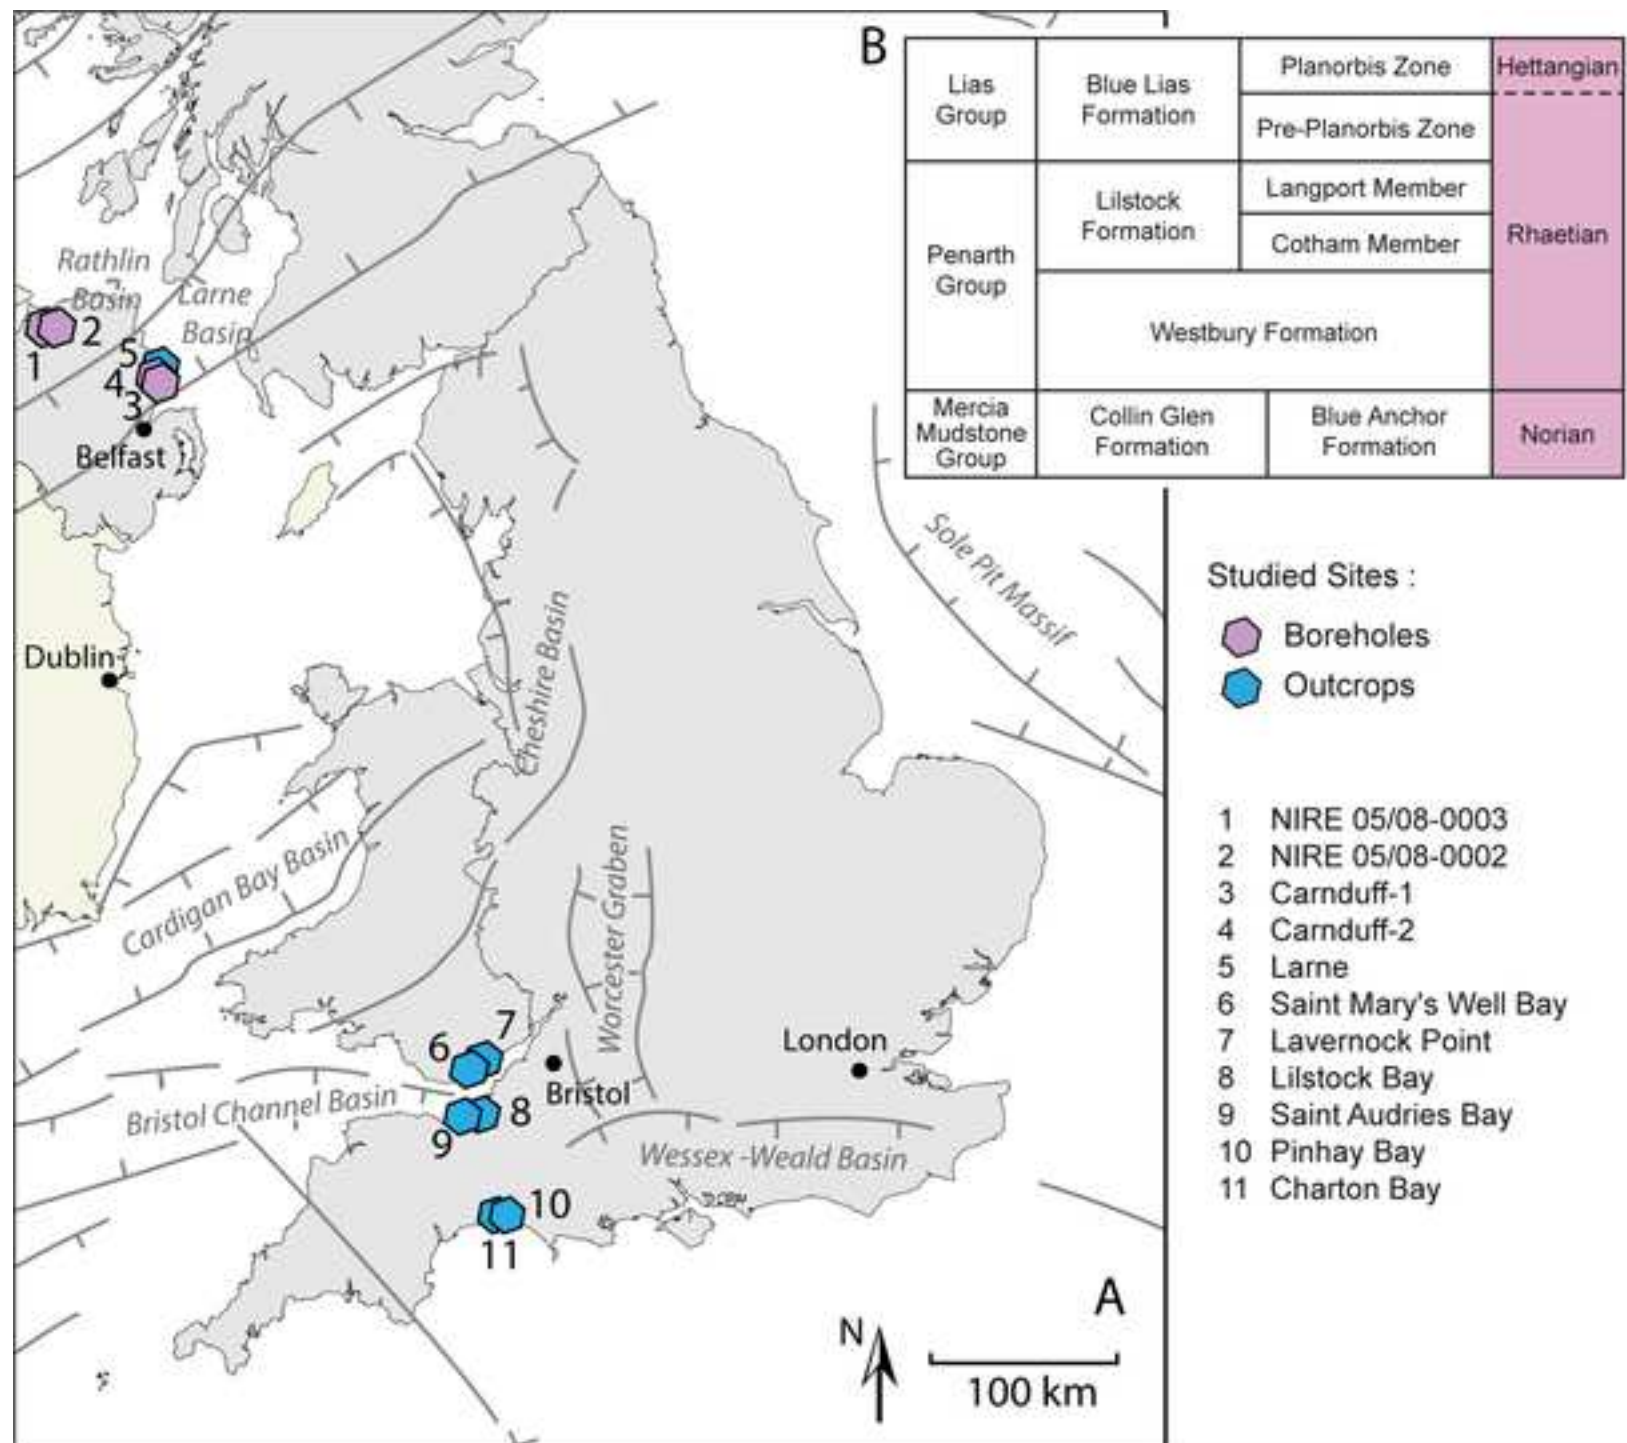 B
Lias
Group
Blue Lias
Formation
Planorbis Zone
Hettangian
Pre-Planorbis Zone
Penarth
Group
Lilstock
Formation
Langport Member
Cotham Member
Rhaetian
Westbury Formation
Mercia
Mudstone
Group
Collin Glen
Formation
Blue Anchor
Formation
Norian
Rathlin
Basin
Larne
Basin
1
2
5
4
3
Belfast
Dublin
Sole Pit Massif
Cheshire Basin
Cardigan Bay Basin
Worcester Graben
6
7
Bristol
London
Bristol Channel Basin
8
9
Wessex -Weald Basin
10
11
A
N
100 km
Studied Sites :
Boreholes
Outcrops
1 NIRE 05/08-0003
2 NIRE 05/08-0002
3 Carnduff-1
4 Carnduff-2
5 Larne
6 Saint Mary's Well Bay
7 Lavernock Point
8 Lilstock Bay
9 Saint Audries Bay
10 Pinhay Bay
11 Charton Bay